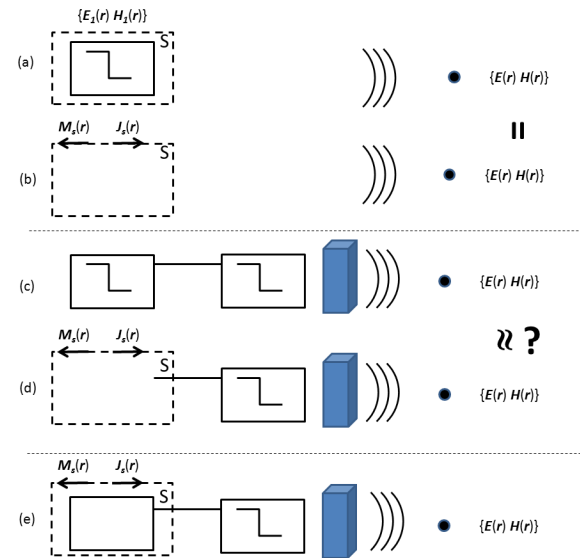 {E₁(r) H₁(r)}
S
(a)
{E(r) H(r)}
=
Mₛ(r) Jₛ(r)
S
(b)
{E(r) H(r)}
(c)
{E(r) H(r)}
≈ ?
Mₛ(r) Jₛ(r)
S
(d)
{E(r) H(r)}
Mₛ(r) Jₛ(r)
S
(e)
{E(r) H(r)}